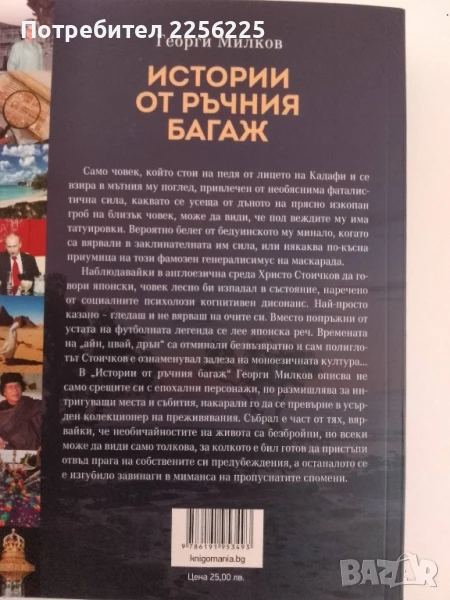 Потребител 2256225
Георги Милков
ИСТОРИИ
ОТ РЪЧНИЯ
БАГАЖ
Само човек, който стои на педя от лицето на Кадафи и се
взира в мътния му поглед, привлечен от необяснима фаталис-
тична сила, каквато се усеща от дъното на прясно изкопан
гроб на близък човек, може да види, че под веждите му има
татуировки. Вероятно белег от бедуинското му минало, когато
са вярвали в заклинателната им сила, или някаква по-късна
приумица на този фамозен генералисимус на маскарада.
Наблюдавайки в англоезична среда Христо Стоичков да го-
вори японски, човек лесно би изпадал в състояние, наречено
от социалните психолози когнитивен дисонанс. Най-просто
казано – гледаш и не вярваш на очите си. Вместо попръжни от
устата на футболната легенда се лее японска реч. Времената
на „айн, цвай, дрън“ са отминали безвъзвратно и сам полигло-
тът Стоичков е ознаменувал залеза на моноезичната култура...
В „Истории от ръчния багаж“ Георги Милков описва не
само срещите си с епохални персонажи, но размишлява за ин-
тригуващи места и събития, накарали го да се превърне в усър-
ден колекционер на преживявания. Събрал е част от тях, вяр-
вайки, че необичайностите на живота са безбройни, но всеки
може да види само толкова, за колкото е бил готов да пристъпи
отвъд прага на собствените си предубеждения, а останалото се
е изгубило завинаги в миманса на пропуснатите спомени.
9 786191 953493
knigomania.bg
Цена 25,00 лв.
BAZAR